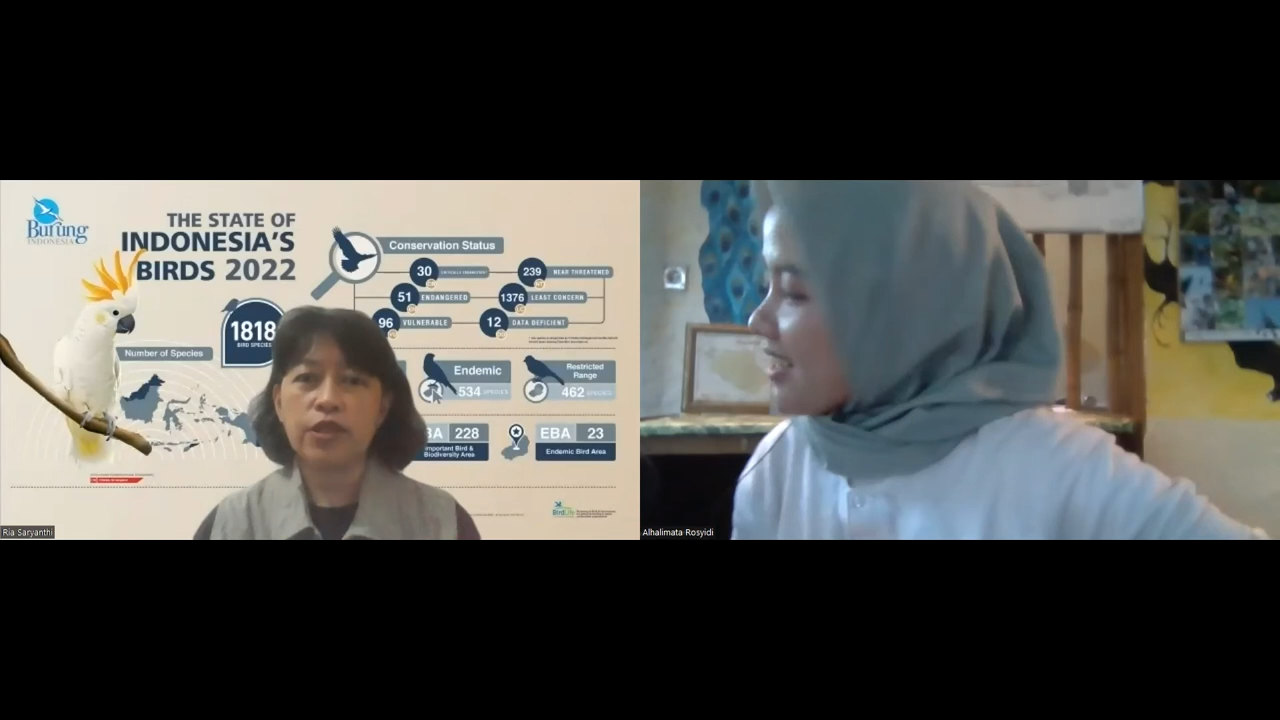 Burung
INDONESIA
THE STATE OF
INDONESIA'S
BIRDS 2022
Conservation Status
30
239 NEAR THREATENED
51 ENDANGERED
1376 LEAST CONCERN
96 VULNERABLE
12 DATA DEFICIENT
1818
BIRD SPECIES
Number of Species
Endemic
534 SPECIES
Restricted
Range
462 SPECIES
BA 228
Important Bird &
Biodiversity Area
EBA 23
Endemic Bird Area
BirdLife
Ria Saryanthi
Alhalimata Rosyidi